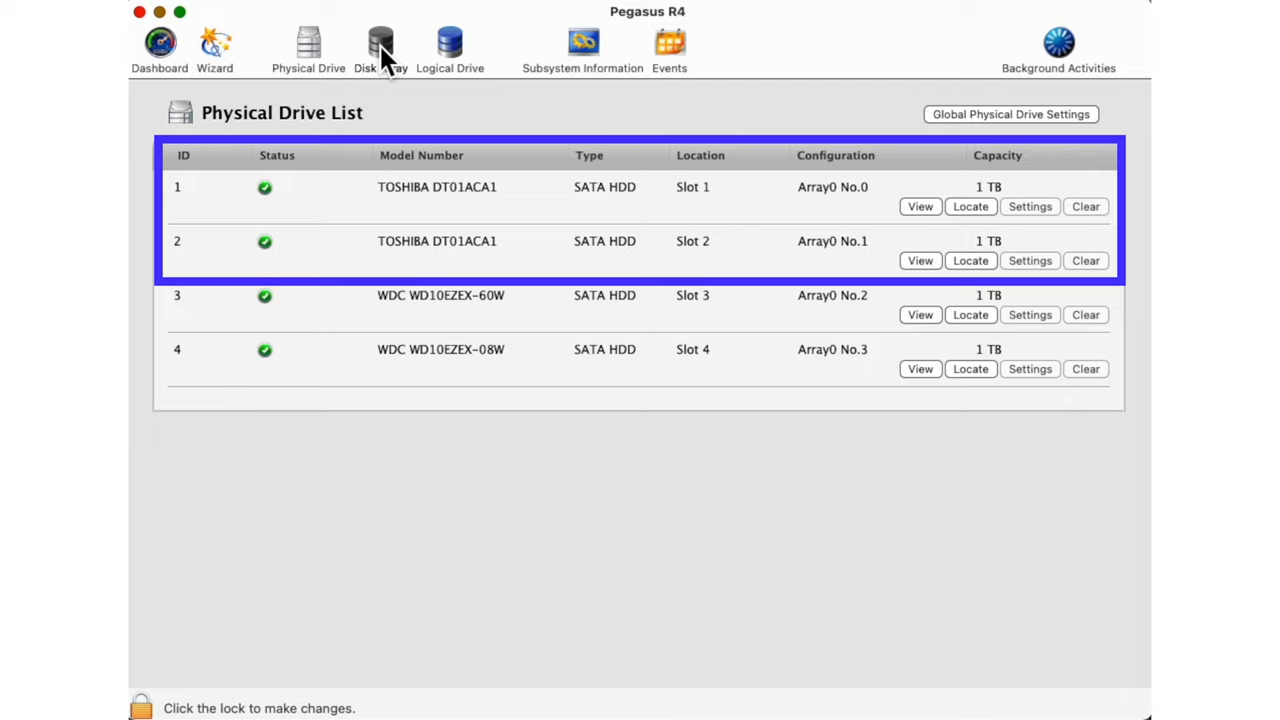 Pegasus R4
Dashboard Wizard Physical Drive Disk Array Logical Drive Subsystem Information Events Background Activities
Physical Drive List Global Physical Drive Settings
ID Status Model Number Type Location Configuration Capacity
1 TOSHIBA DT01ACA1 SATA HDD Slot 1 Array0 No.0 1 TB
View Locate Settings Clear
2 TOSHIBA DT01ACA1 SATA HDD Slot 2 Array0 No.1 1 TB
View Locate Settings Clear
3 WDC WD10EZEX-60W SATA HDD Slot 3 Array0 No.2 1 TB
View Locate Settings Clear
4 WDC WD10EZEX-08W SATA HDD Slot 4 Array0 No.3 1 TB
View Locate Settings Clear
Click the lock to make changes.